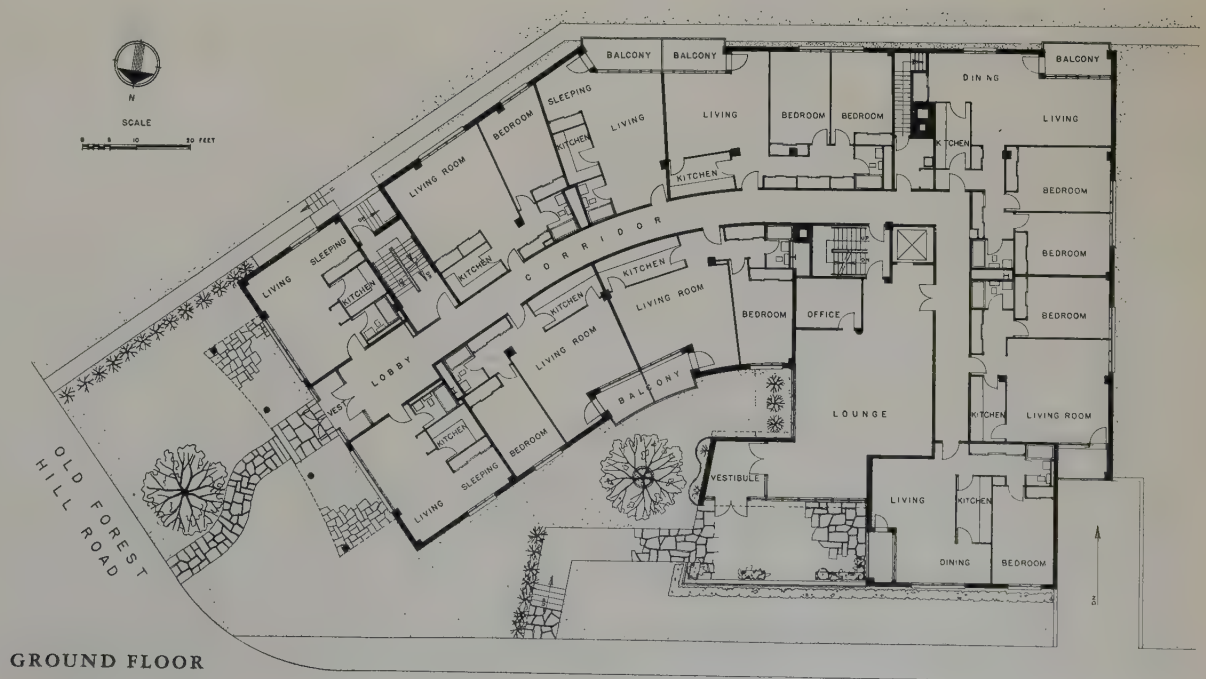 N
SCALE
0 5 10 30 FEET
BALCONY
BALCONY
BALCONY
DINING
LIVING
KITCHEN
BEDROOM
BEDROOM
BEDROOM
LIVING ROOM
KITCHEN
BEDROOM
BEDROOM
LIVING
KITCHEN
SLEEPING
LIVING
KITCHEN
BEDROOM
LIVING ROOM
KITCHEN
CORRIDOR
UP
DN
SLEEPING
LIVING
KITCHEN
LOBBY
VEST
KITCHEN
LIVING
SLEEPING
BEDROOM
LIVING ROOM
KITCHEN
BALCONY
LIVING ROOM
KITCHEN
BEDROOM
OFFICE
LOUNGE
VESTIBULE
LIVING
KITCHEN
DINING
BEDROOM
DN
OLD FOREST
HILL ROAD
GROUND FLOOR